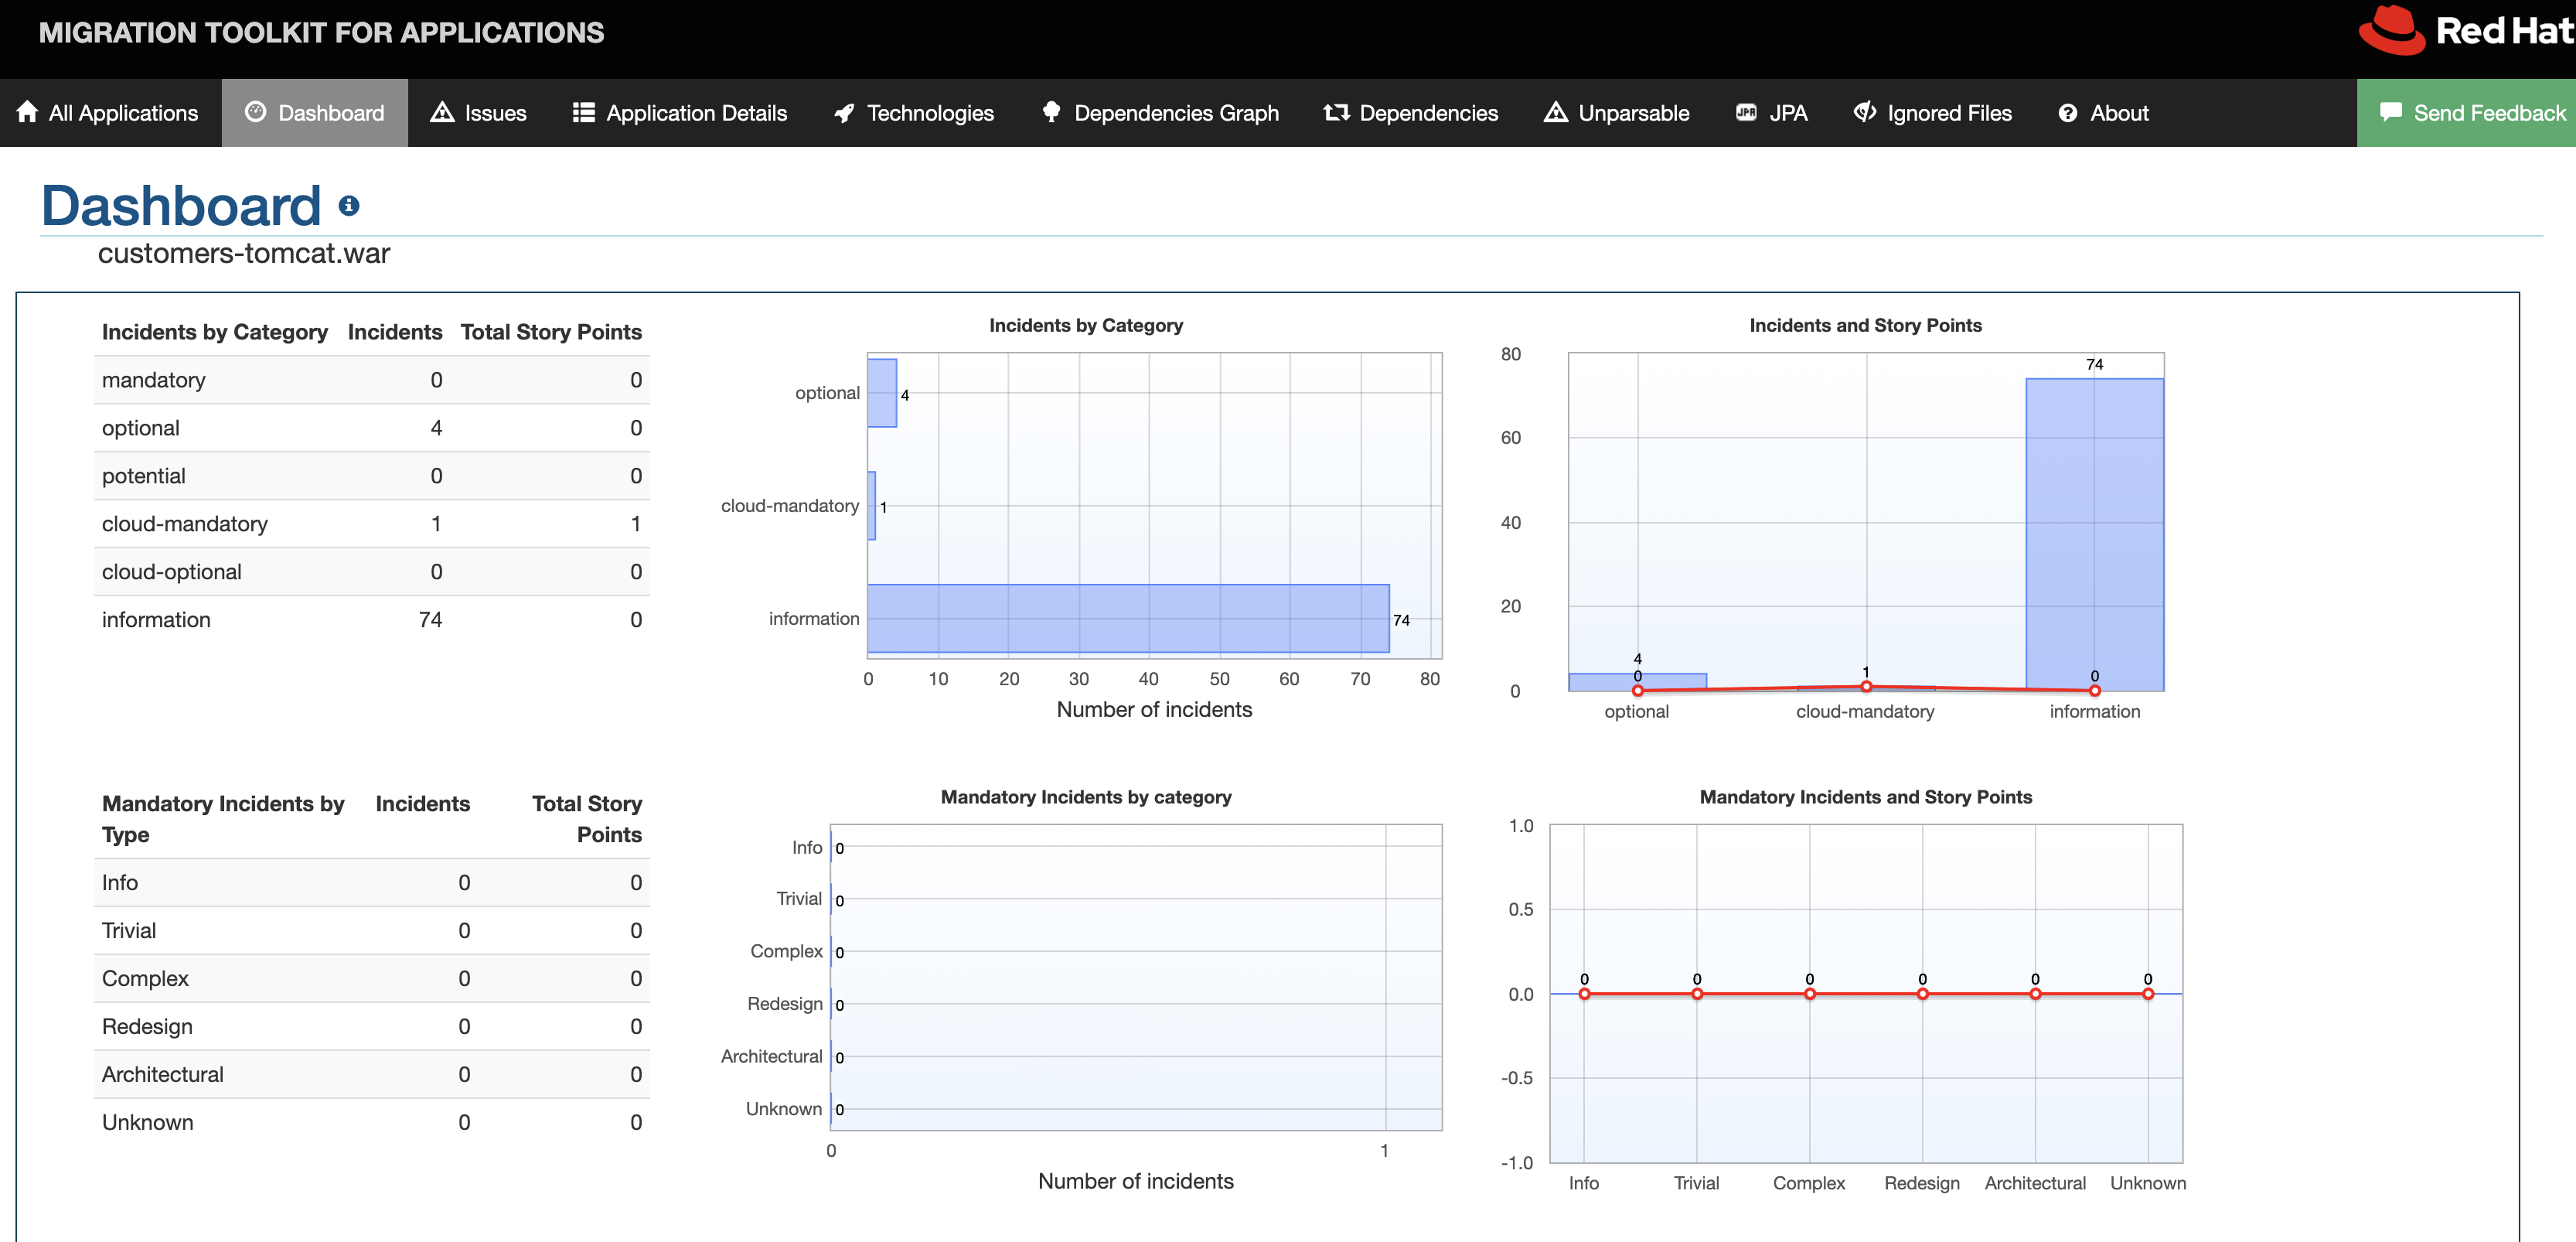 MIGRATION TOOLKIT FOR APPLICATIONS
Red Hat
All Applications
Dashboard
Issues
Application Details
Technologies
Dependencies Graph
Dependencies
Unparsable
JPA JPA
Ignored Files
About
Send Feedback
Dashboard
customers-tomcat.war
Incidents by Category Incidents Total Story Points
mandatory 0 0
optional 4 0
potential 0 0
cloud-mandatory 1 1
cloud-optional 0 0
information 74 0
Incidents by Category
optional 4
cloud-mandatory 1
information 74
0 10 20 30 40 50 60 70 80
Number of incidents
Incidents and Story Points
80
74
60
40
20
4
0 1 0
0
optional cloud-mandatory information
Mandatory Incidents by Type Incidents Total Story Points
Info 0 0
Trivial 0 0
Complex 0 0
Redesign 0 0
Architectural 0 0
Unknown 0 0
Mandatory Incidents by category
Info 0
Trivial 0
Complex 0
Redesign 0
Architectural 0
Unknown 0
0 1
Number of incidents
Mandatory Incidents and Story Points
1.0
0.5
0 0 0 0 0 0
0.0
-0.5
-1.0
Info Trivial Complex Redesign Architectural Unknown